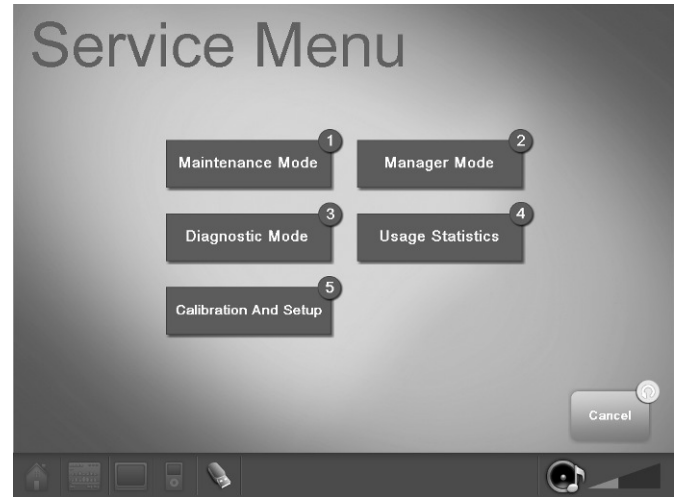 Service Menu
1
Maintenance Mode
2
Manager Mode
3
Diagnostic Mode
4
Usage Statistics
5
Calibration And Setup
Cancel